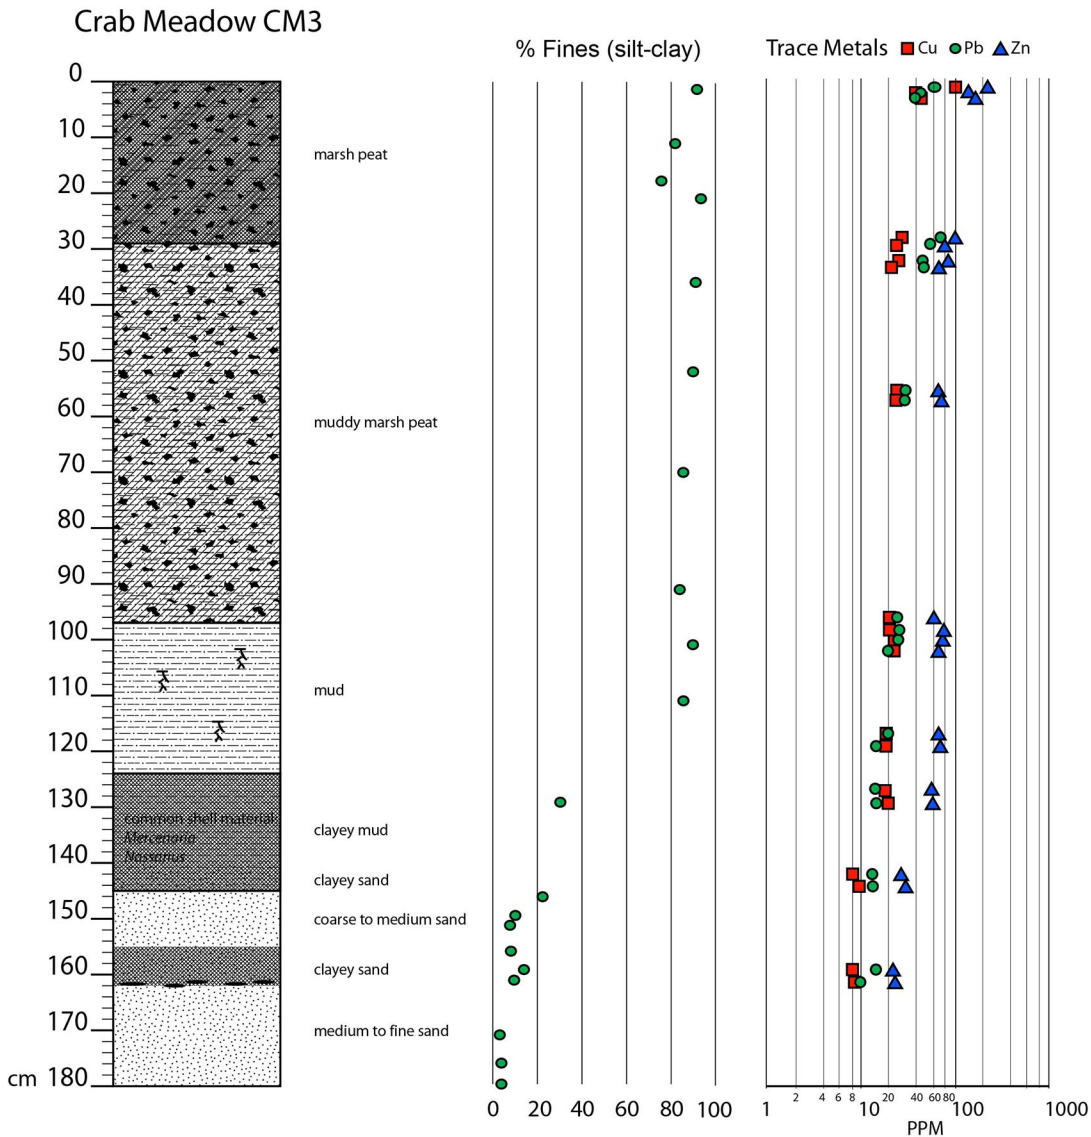 Crab Meadow CM3
% Fines (silt-clay)
Trace Metals Cu Pb Zn
0
10
20
30
40
50
60
70
80
90
100
110
120
130
140
150
160
170
cm 180
marsh peat
muddy marsh peat
mud
common shell material
Mercenaria
Nassarius
clayey mud
clayey sand
coarse to medium sand
clayey sand
medium to fine sand
0 20 40 60 80 100
2 4 6 8 20 40 60 80
1 10 100 1000
PPM